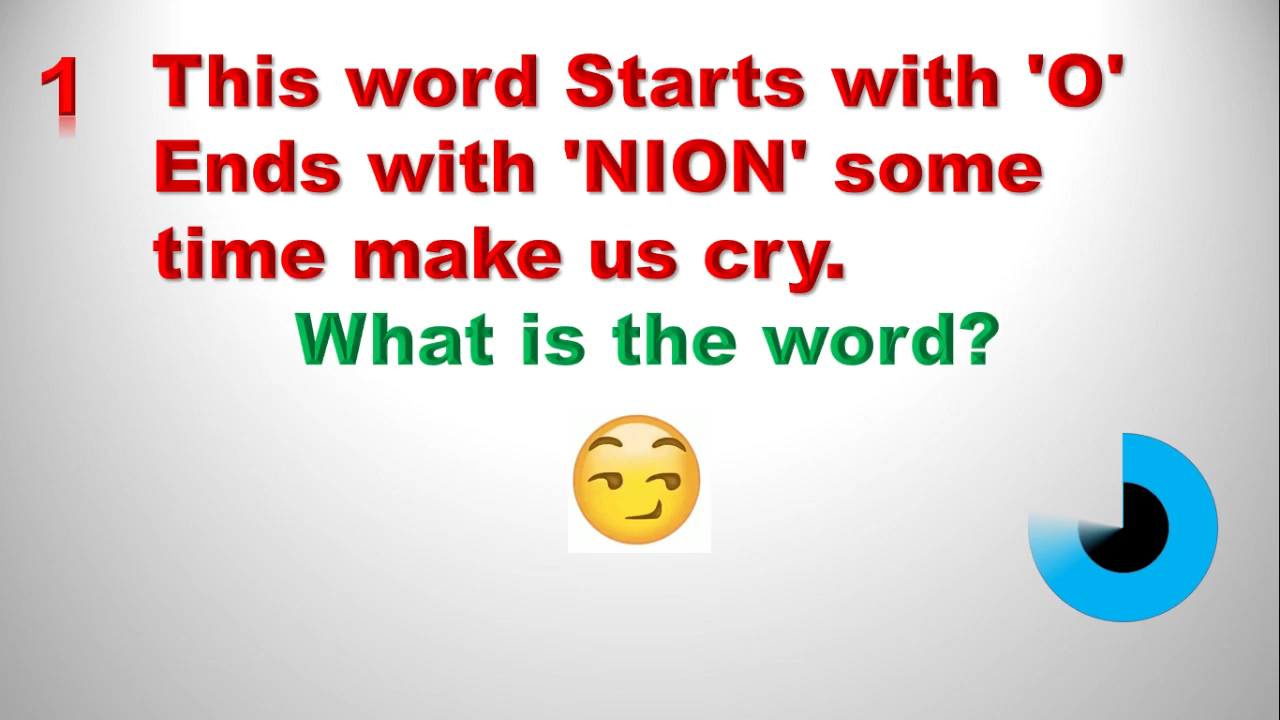 1
This word Starts with 'O'
Ends with 'NION' some
time make us cry.
What is the word?